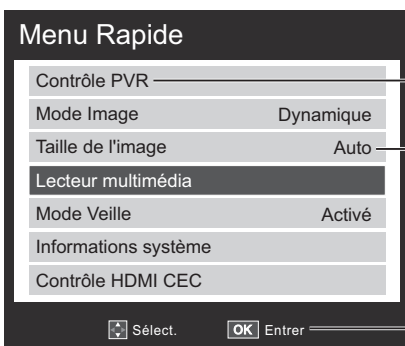 Menu Rapide
Contrôle PVR
Mode Image Dynamique
Taille de l'image Auto
Lecteur multimédia
Mode Veille Activé
Informations système
Contrôle HDMI CEC
Sélect. OK Entrer